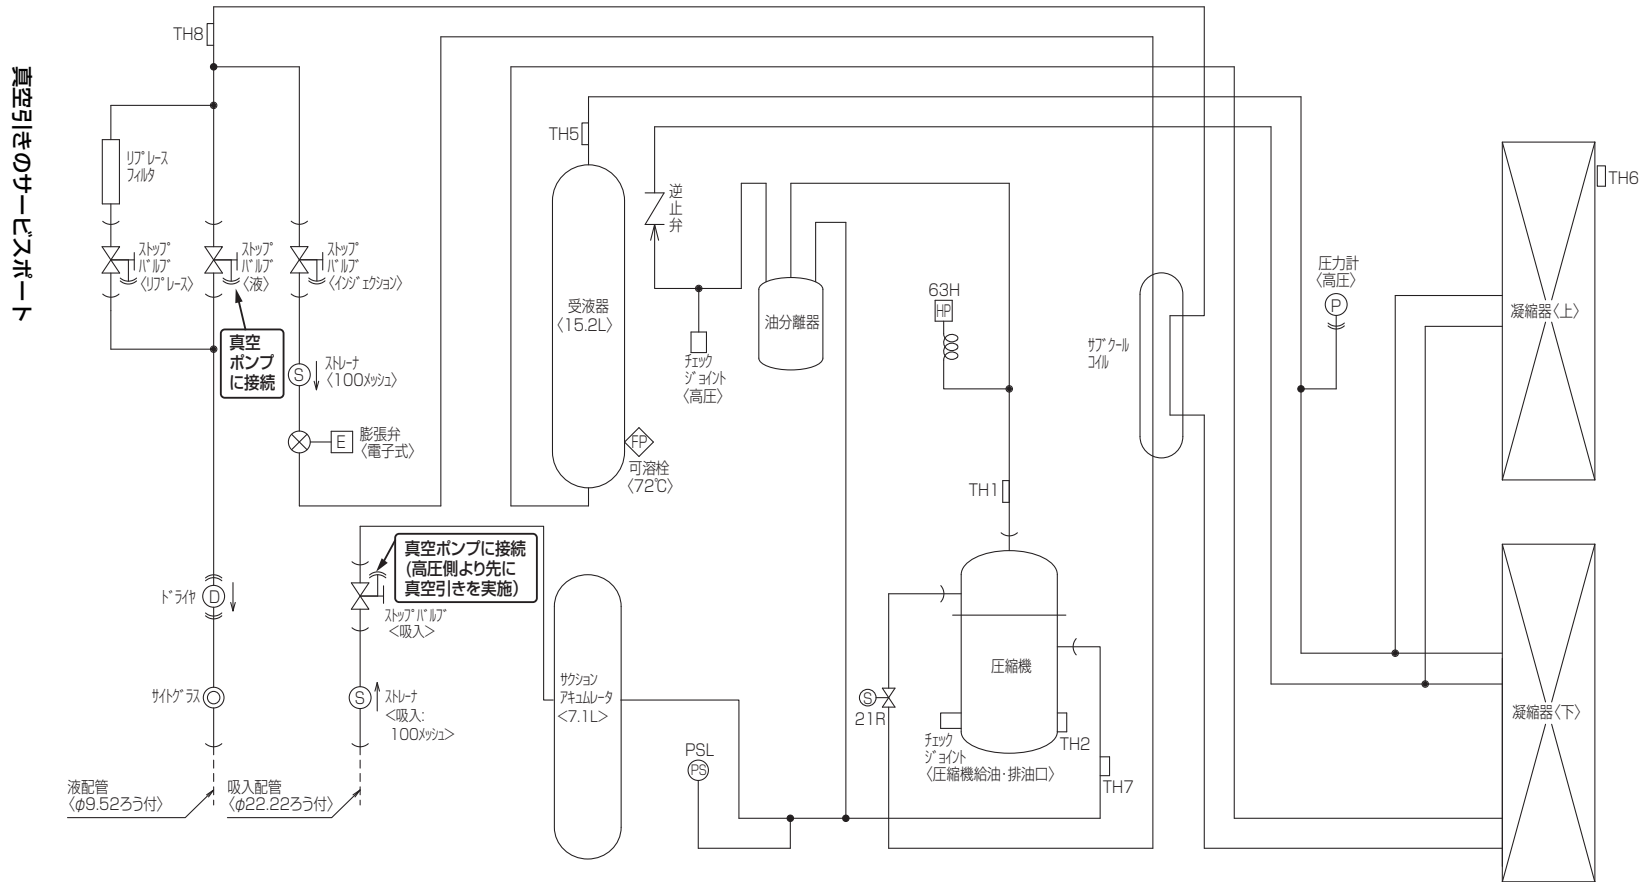 真空引きのサービスポート
TH8
リプレース
フィルタ
ストップ
バルブ
〈リプレース〉
ストップ
バルブ
〈液〉
ストップ
バルブ
〈インジェクション〉
真空
ポンプ
に接続
S
ストレーナ
〈100メッシュ〉
E
膨張弁
〈電子式〉
ドライヤ
D
サイトグラス
液配管
〈φ9.52ろう付〉
吸入配管
〈φ22.22ろう付〉
真空ポンプに接続
(高圧側より先に
真空引きを実施)
ストップバルブ
<吸入>
S
ストレーナ
<吸入:
100メッシュ>
TH5
受液器
〈15.2L〉
FP
可溶栓
〈72℃〉
サクション
アキュムレータ
<7.1L>
逆
止
弁
チェック
ジョイント
〈高圧〉
油分離器
PSL
PS
63H
HP
TH1
圧縮機
S
21R
チェック
ジョイント
〈圧縮機給油・排油口〉
TH2
TH7
サブクール
コイル
圧力計
〈高圧〉
P
TH6
凝縮器〈上〉
凝縮器〈下〉